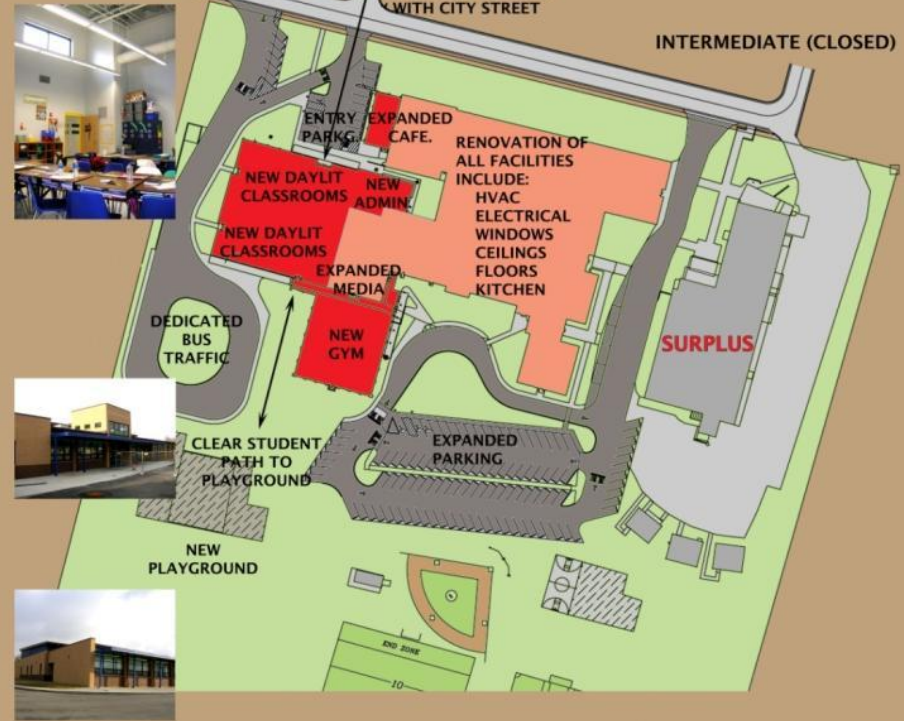 WITH CITY STREET
INTERMEDIATE (CLOSED)
ENTRY
PARKG.
EXPANDED
CAFE.
RENOVATION OF
ALL FACILITIES
INCLUDE:
HVAC
ELECTRICAL
WINDOWS
CEILINGS
FLOORS
KITCHEN
NEW DAYLIT
CLASSROOMS
NEW
ADMIN.
NEW DAYLIT
CLASSROOMS
EXPANDED
MEDIA
DEDICATED
BUS
TRAFFIC
NEW
GYM
SURPLUS
CLEAR STUDENT
PATH TO
PLAYGROUND
EXPANDED
PARKING
NEW
PLAYGROUND
END ZONE
10